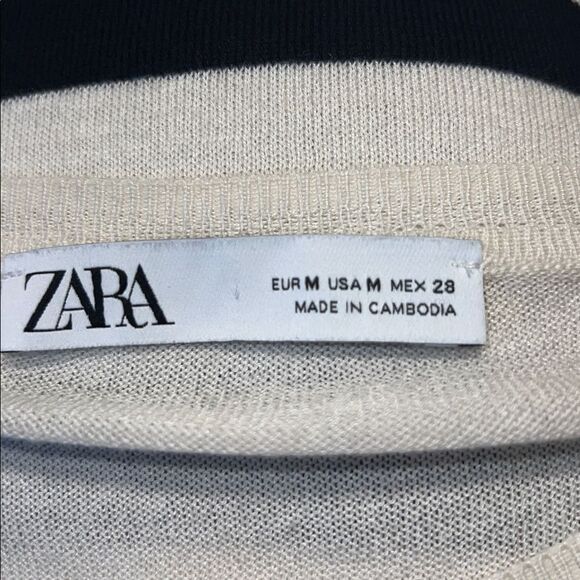 ZARA
EUR M USA M MEX 28
MADE IN CAMBODIA